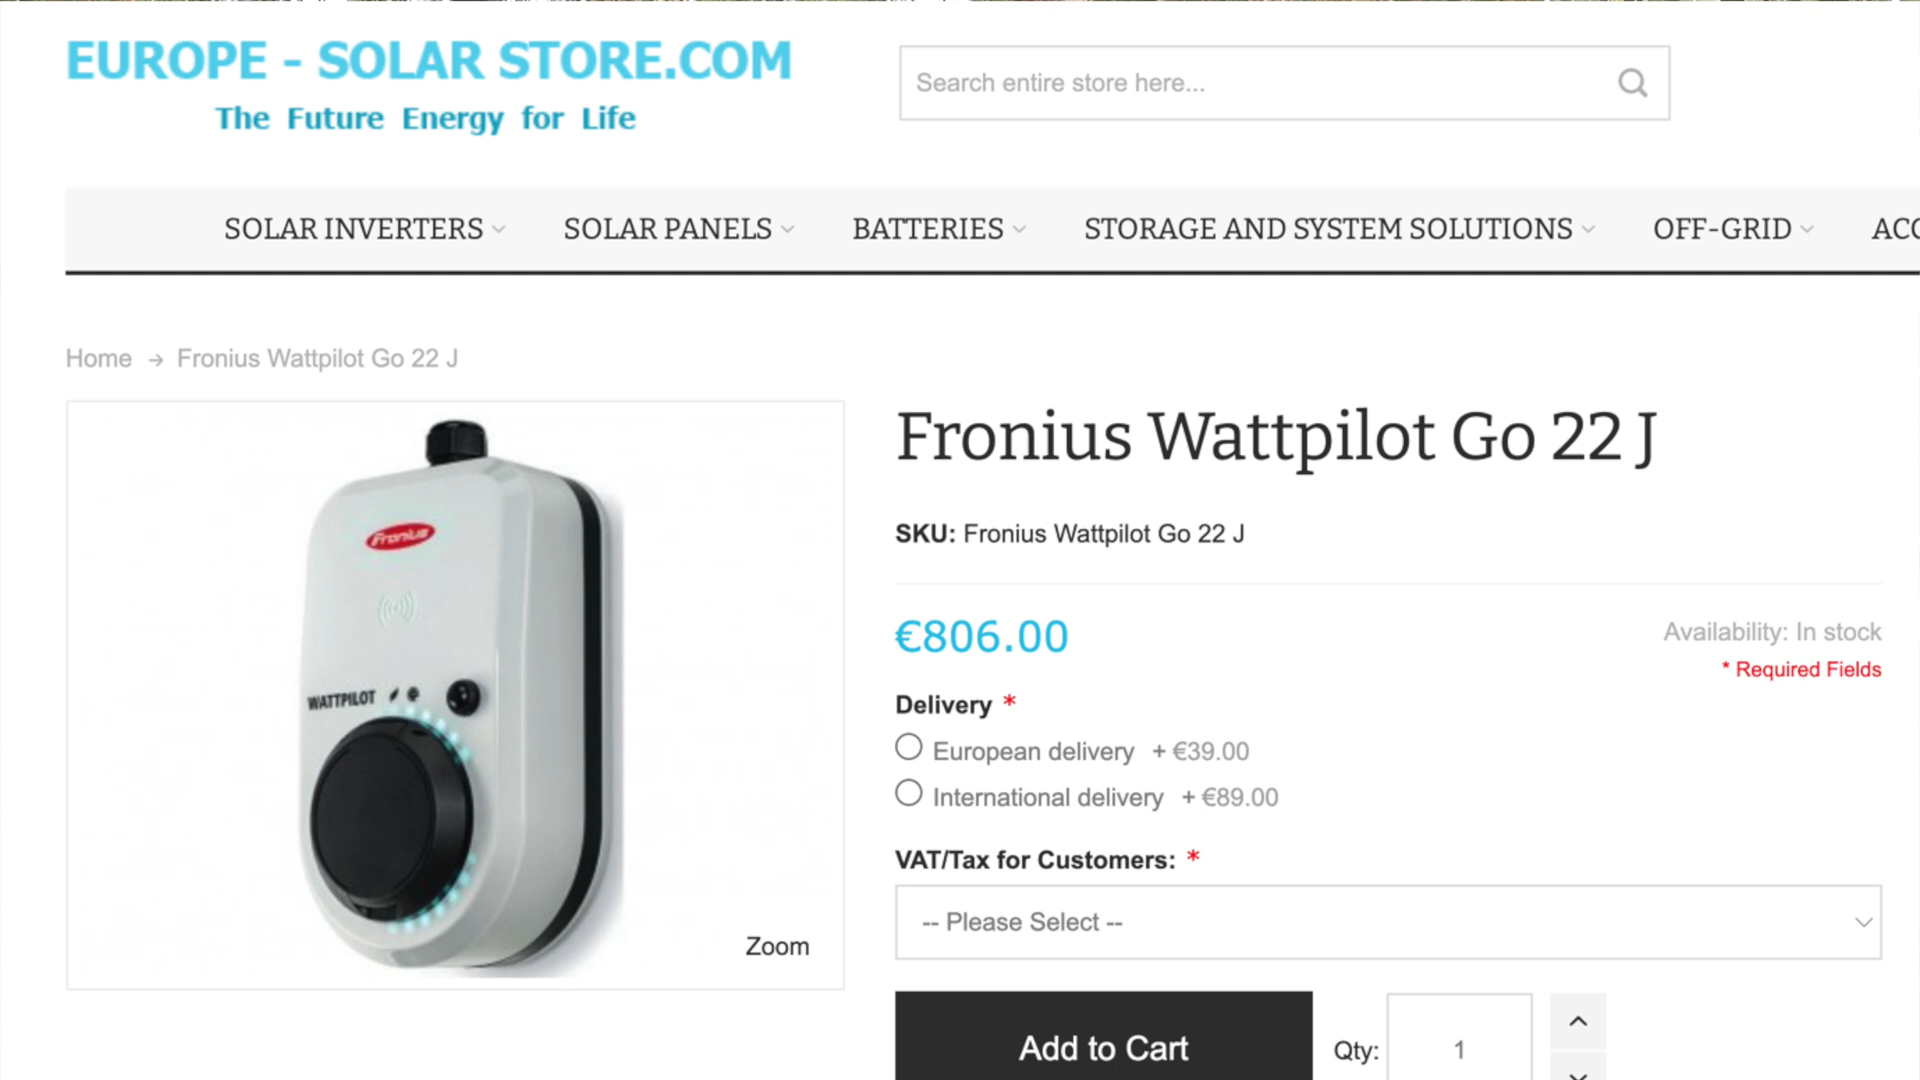 EUROPE - SOLAR STORE.COM
The Future Energy for Life
Search entire store here...
SOLAR INVERTERS
SOLAR PANELS
BATTERIES
STORAGE AND SYSTEM SOLUTIONS
OFF-GRID
ACC
Home → Fronius Wattpilot Go 22 J
Fronius
WATTPILOT
Zoom
Fronius Wattpilot Go 22 J
SKU: Fronius Wattpilot Go 22 J
€806.00
Availability: In stock
* Required Fields
Delivery *
European delivery + €39.00
International delivery + €89.00
VAT/Tax for Customers: *
-- Please Select --
Add to Cart
Qty: 1